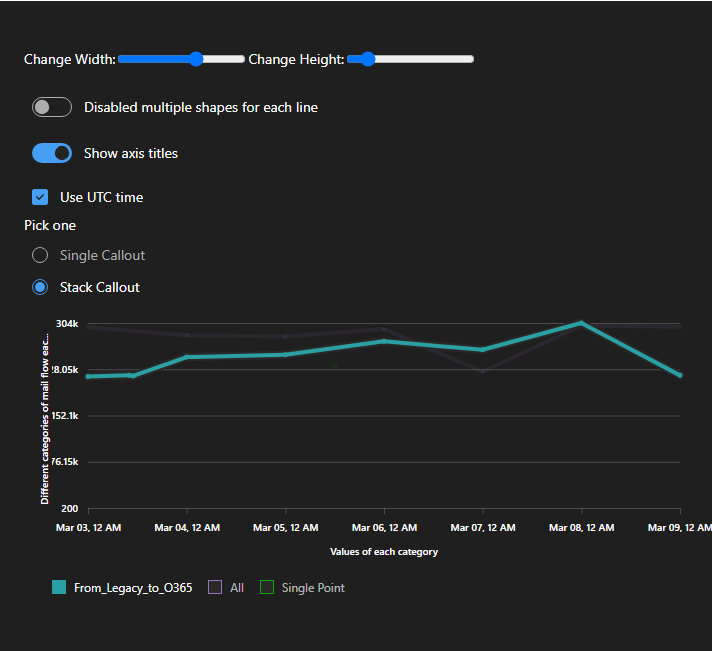 Change Width: Change Height:
Disabled multiple shapes for each line
Show axis titles
Use UTC time
Pick one
Single Callout
Stack Callout
Different categories of mail flow eac...
304k
8.05k
152.1k
76.15k
200
Mar 03, 12 AM Mar 04, 12 AM Mar 05, 12 AM Mar 06, 12 AM Mar 07, 12 AM Mar 08, 12 AM Mar 09, 12 AM
Values of each category
From_Legacy_to_O365 All Single Point